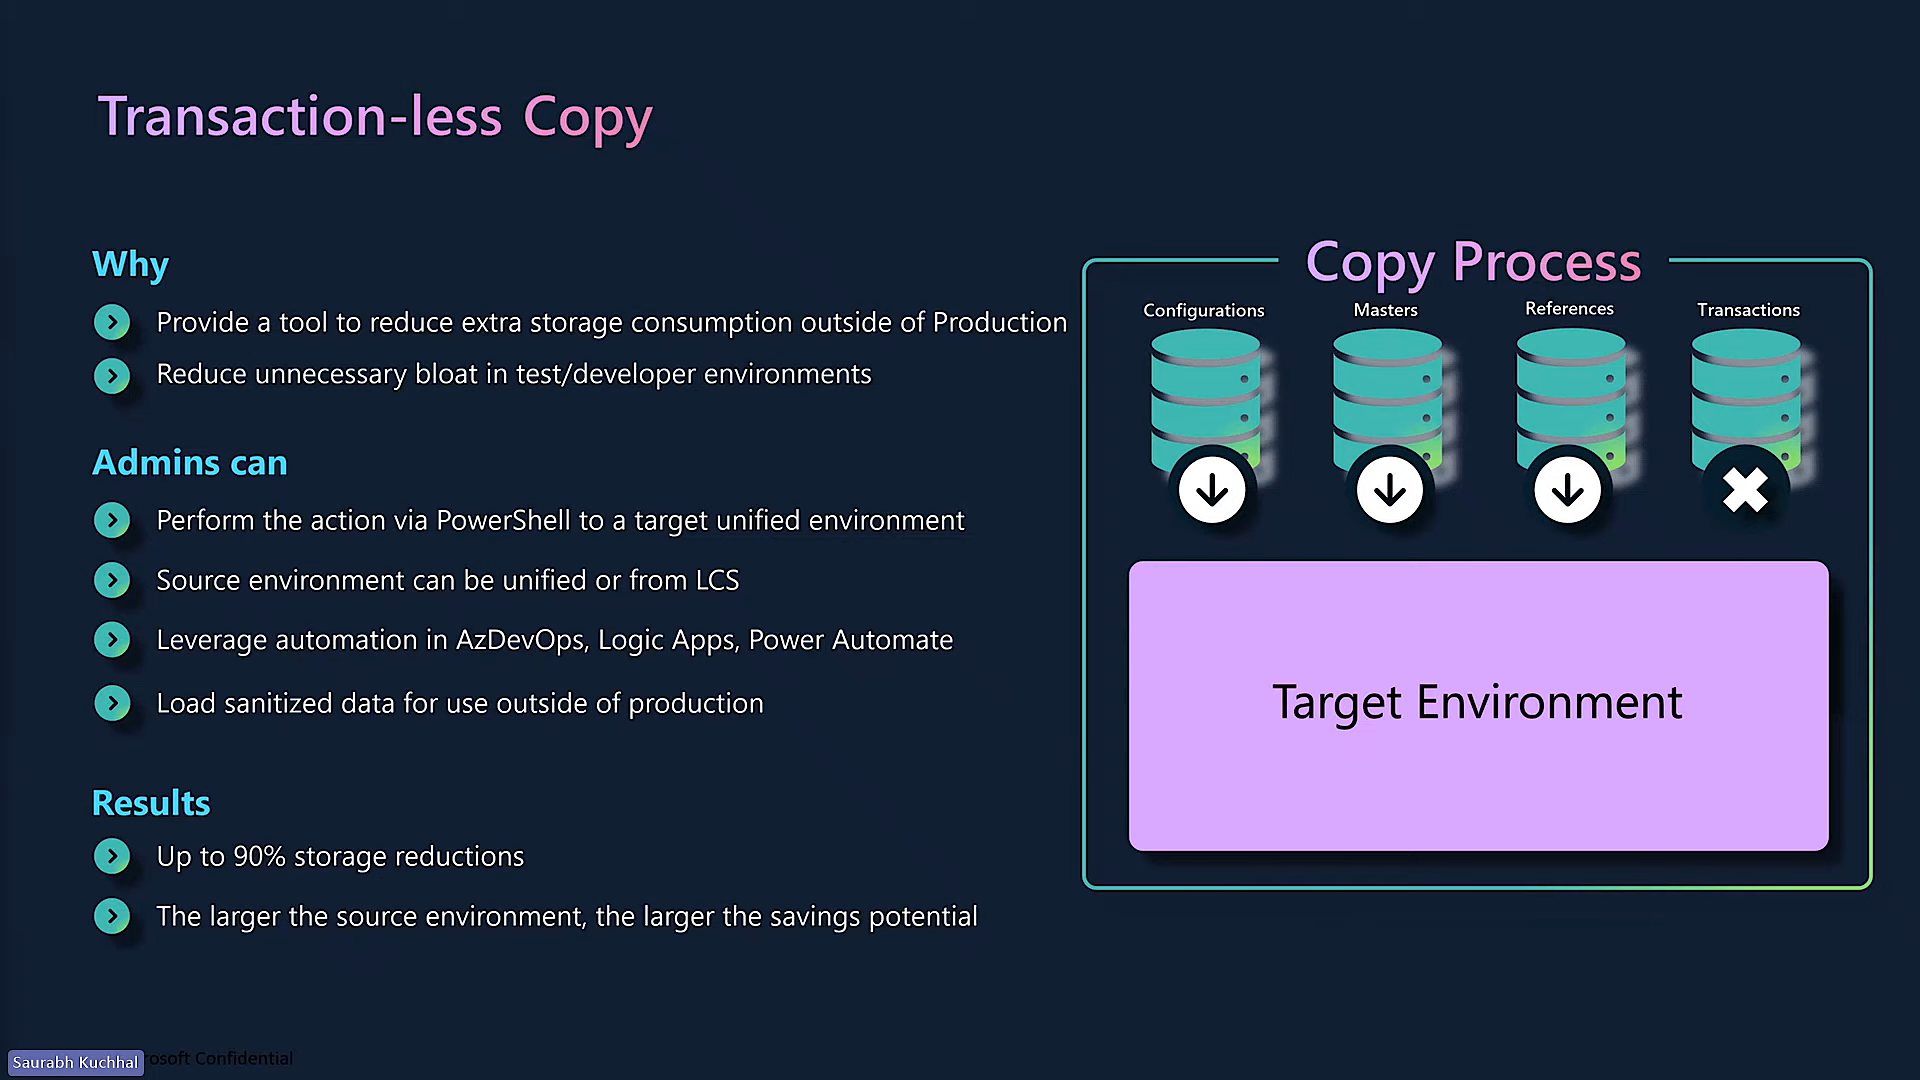 Transaction-less Copy
Why
Provide a tool to reduce extra storage consumption outside of Production
Reduce unnecessary bloat in test/developer environments
Admins can
Perform the action via PowerShell to a target unified environment
Source environment can be unified or from LCS
Leverage automation in AzDevOps, Logic Apps, Power Automate
Load sanitized data for use outside of production
Results
Up to 90% storage reductions
The larger the source environment, the larger the savings potential
Copy Process
Configurations
Masters
References
Transactions
Target Environment
Saurabh Kuchhal
Confidential